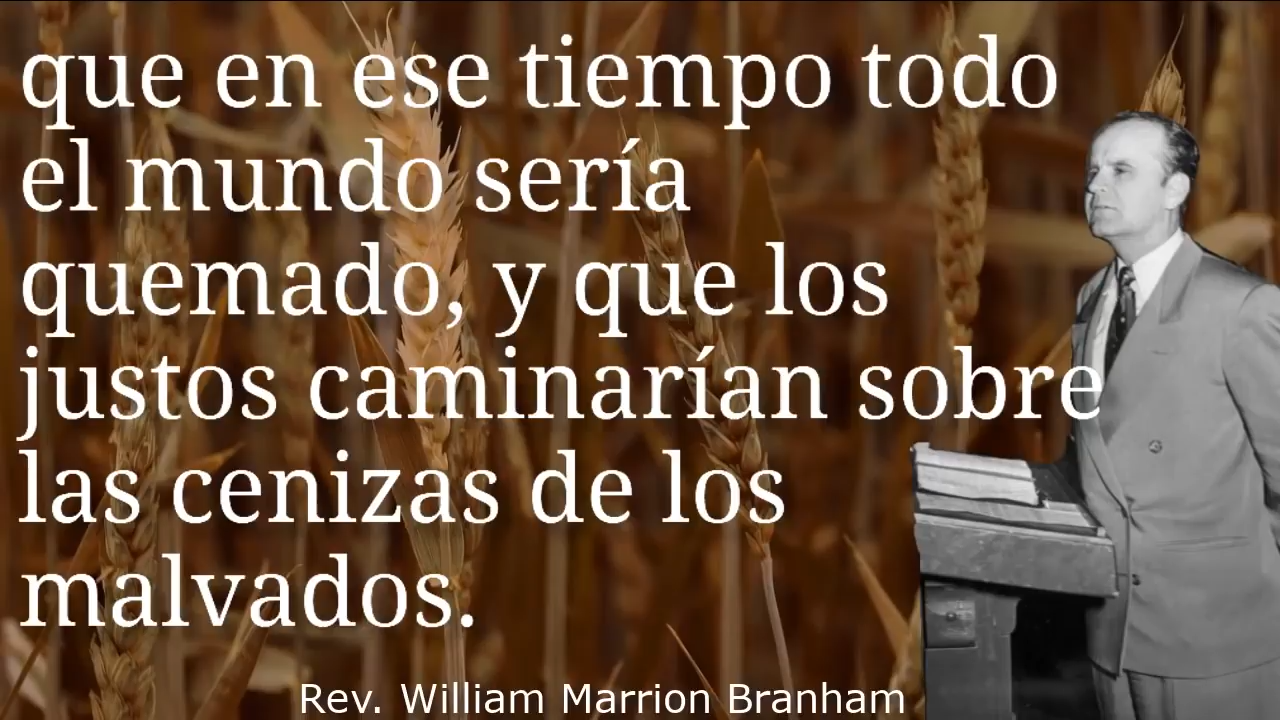 que en ese tiempo todo
el mundo sería
quemado, y que los
justos caminarían sobre
las cenizas de los
malvados.
Rev. William Marrion Branham